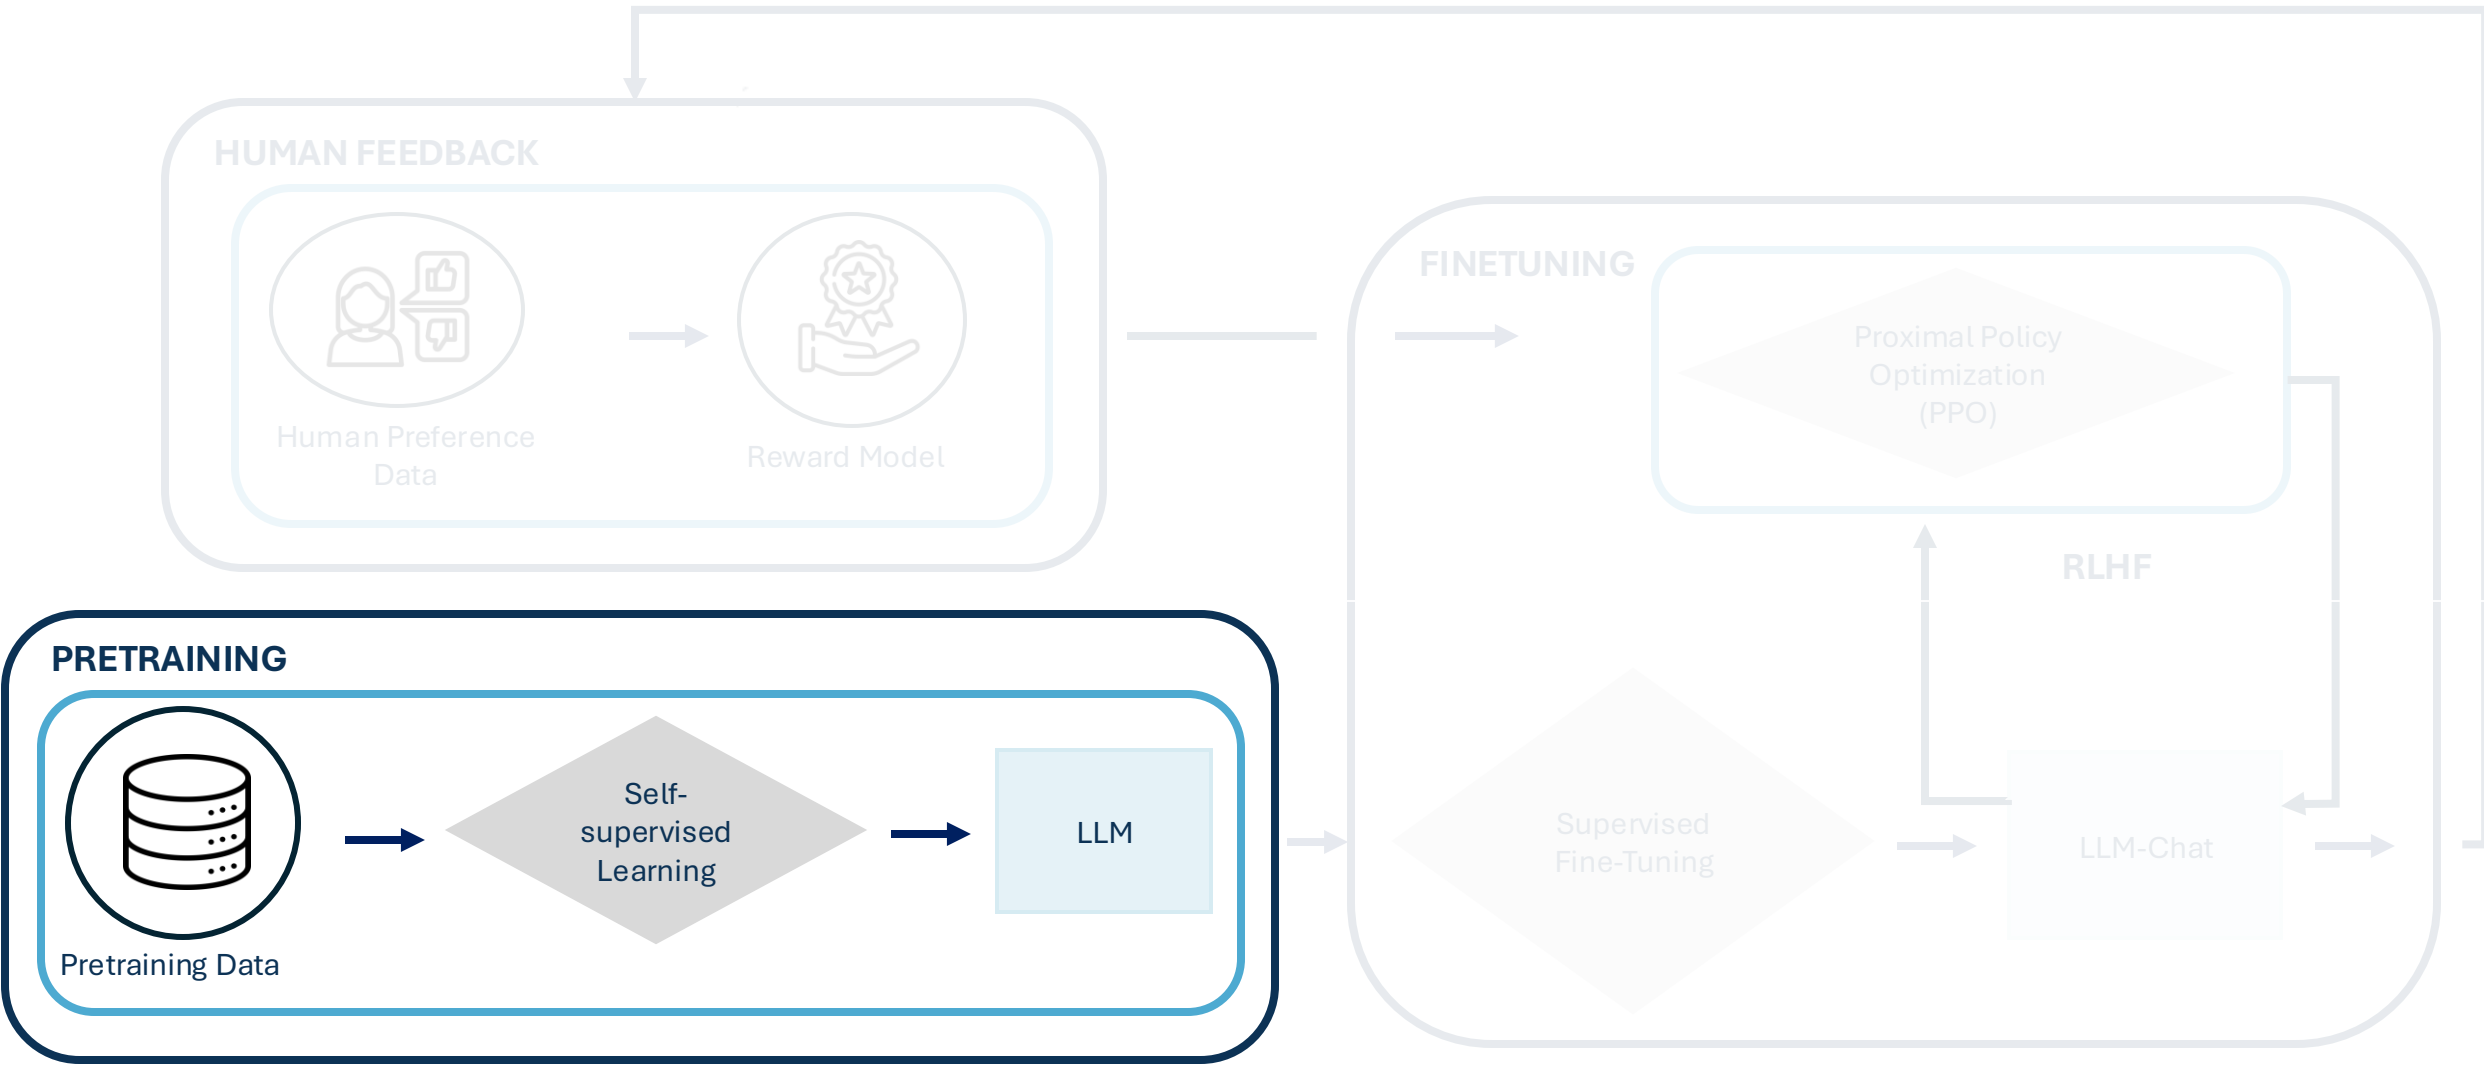 HUMAN FEEDBACK
Human Preference
Data
Reward Model
FINETUNING
Proximal Policy
Optimization
(PPO)
RLHF
PRETRAINING
Pretraining Data
Self-
supervised
Learning
LLM
Supervised
Fine-Tuning
LLM-Chat